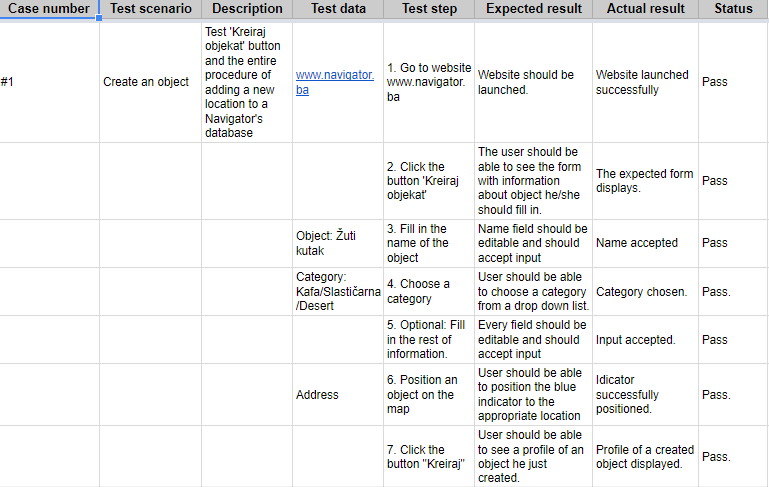 Case number Test scenario Description Test data Test step Expected result Actual result Status
#1
Create an object
Test 'Kreiraj
objekat' button
and the entire
procedure of
adding a new
location to a
Navigator's
database
www.navigator.
ba
1. Go to website
www.navigator.
ba
Website should be
launched.
Website launched
successfully
Pass
2. Click the
button 'Kreiraj
objekat'
The user should be
able to see the form
with information
about object he/she
should fill in.
The expected form
displays.
Pass
Object: Žuti
kutak
3. Fill in the
name of the
object
Name field should be
editable and should
accept input
Name accepted
Pass
Category:
Kafa/Slastičarna
/Desert
4. Choose a
category
User should be able
to choose a category
from a drop down list.
Category chosen.
Pass.
5. Optional: Fill
in the rest of
information.
Every field should be
editable and should
accept input
Input accepted.
Pass
Address
6. Position an
object on the
map
User should be able
to position the blue
indicator to the
appropriate location
Idicator
successfully
positioned.
Pass.
7. Click the
button "Kreiraj"
User should be able
to see a profile of an
object he just
created.
Profile of a created
object displayed.
Pass.